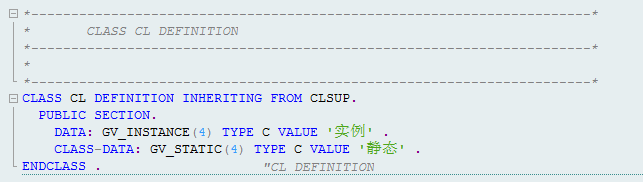 *----------------------------------------------------------------------*
*       CLASS CL DEFINITION
*----------------------------------------------------------------------*
*
*----------------------------------------------------------------------*
CLASS CL DEFINITION INHERITING FROM CLSUP.
  PUBLIC SECTION.
    DATA: GV_INSTANCE(4) TYPE C VALUE '实例' .
    CLASS-DATA: GV_STATIC(4) TYPE C VALUE '静态' .
ENDCLASS .                    "CL DEFINITION